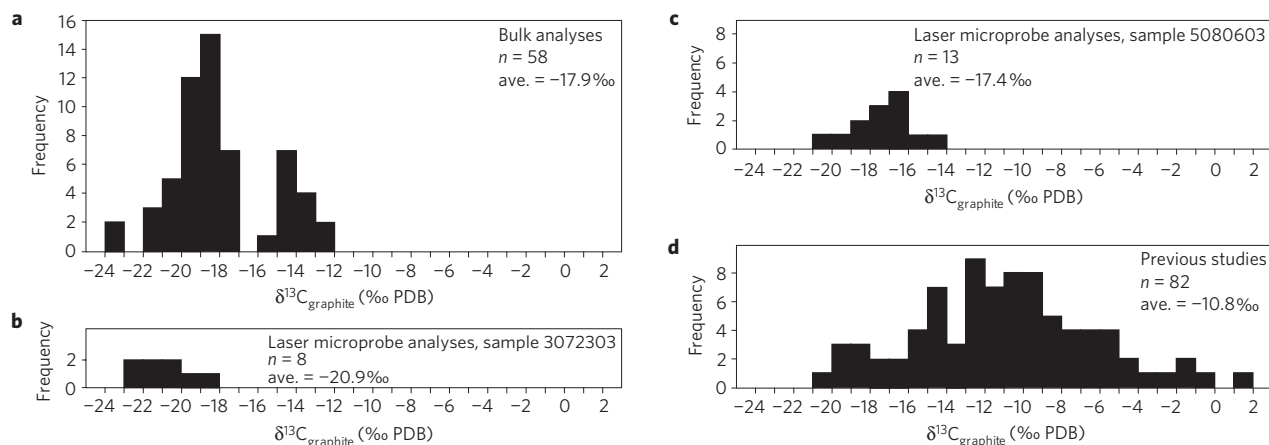 a
16
14
12
10
8
6
4
2
0
Frequency
Bulk analyses
n = 58
ave. = −17.9‰
−24 −22 −20 −18 −16 −14 −12 −10 −8 −6 −4 −2 0 2
δ13Cgraphite (‰ PDB)
b
2
0
Frequency
Laser microprobe analyses, sample 3072303
n = 8
ave. = −20.9‰
−24 −22 −20 −18 −16 −14 −12 −10 −8 −6 −4 −2 0 2
δ13Cgraphite (‰ PDB)
c
8
6
4
2
0
Frequency
Laser microprobe analyses, sample 5080603
n = 13
ave. = −17.4‰
−24 −22 −20 −18 −16 −14 −12 −10 −8 −6 −4 −2 0 2
δ13Cgraphite (‰ PDB)
d
8
6
4
2
0
Frequency
Previous studies
n = 82
ave. = −10.8‰
−24 −22 −20 −18 −16 −14 −12 −10 −8 −6 −4 −2 0 2
δ13Cgraphite (‰ PDB)